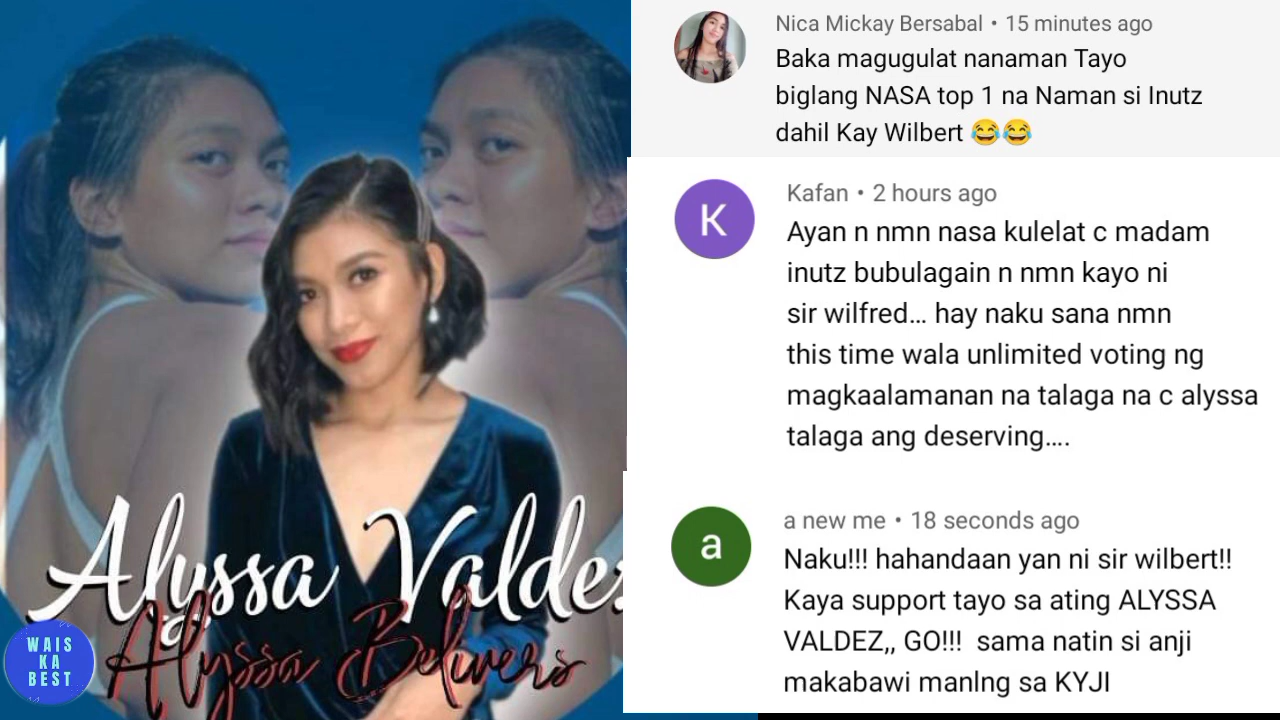 Alyssa Valdez
Alyssa Belivers
WAIS
KA
BEST
Nica Mickay Bersabal • 15 minutes ago
Baka magugulat nanaman Tayo
biglang NASA top 1 na Naman si Inutz
dahil Kay Wilbert 😂😂
K
Kafan • 2 hours ago
Ayan n nmn nasa kulelat c madam
inutz bubulagain n nmn kayo ni
sir wilfred... hay naku sana nmn
this time wala unlimited voting ng
magkaalamanan na talaga na c alyssa
talaga ang deserving....
a
a new me • 18 seconds ago
Naku!!! hahandaan yan ni sir wilbert!!
Kaya support tayo sa ating ALYSSA
VALDEZ,, GO!!! sama natin si anji
makabawi manlng sa KYJI